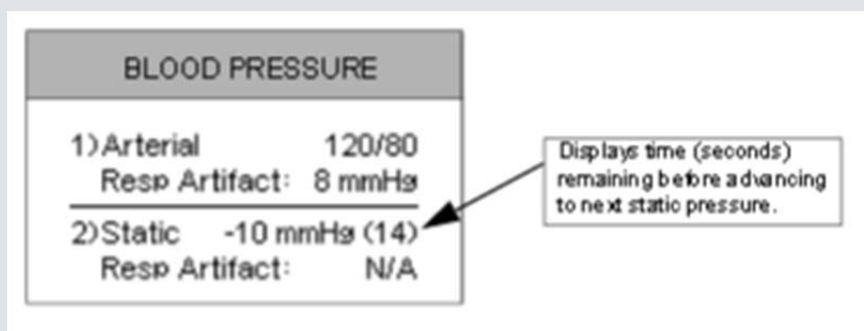 BLOOD PRESSURE
1)Arterial 120/80
Resp Artifact: 8 mmHg
2)Static -10 mmHg (14)
Resp Artifact: N/A
Displays time (seconds)
remaining before advancing
to next static pressure.